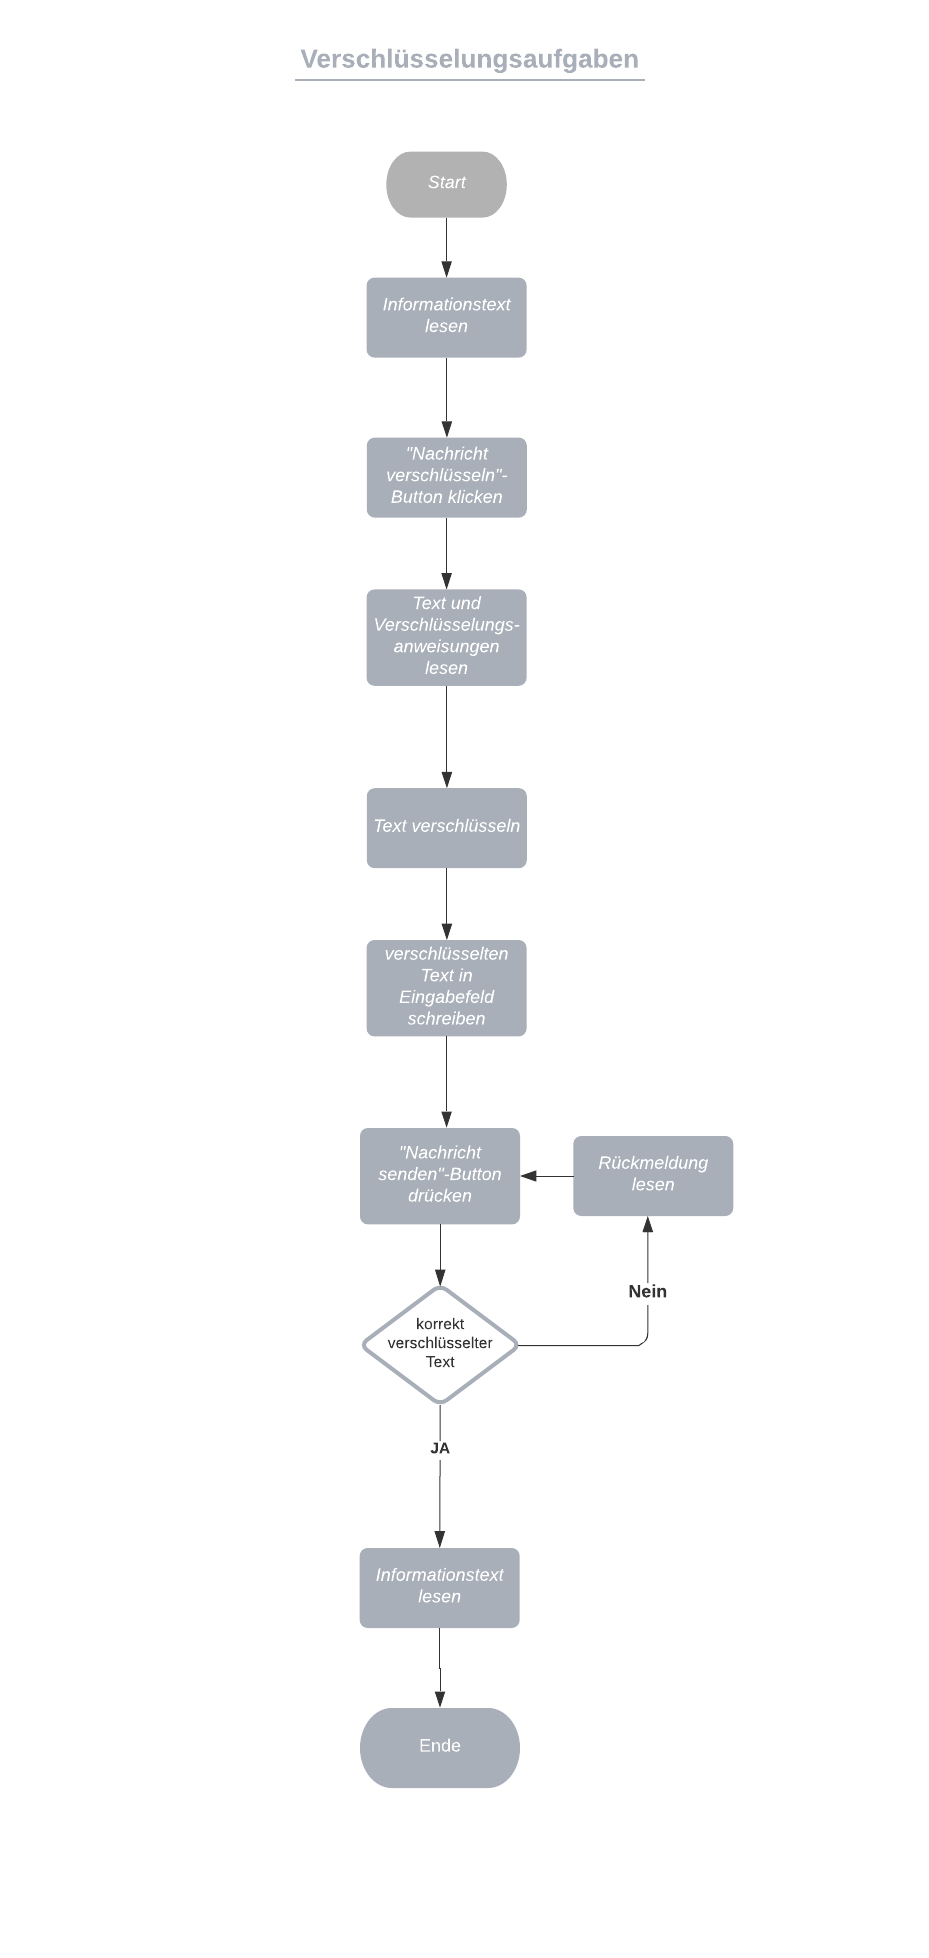 Verschlüsselungsaufgaben
Start
Informationstext
lesen
"Nachricht
verschlüsseln"-
Button klicken
Text und
Verschlüsselungs-
anweisungen
lesen
Text verschlüsseln
verschlüsselten
Text in
Eingabefeld
schreiben
"Nachricht
senden"-Button
drücken
Rückmeldung
lesen
Nein
korrekt
verschlüsselter
Text
JA
Informationstext
lesen
Ende